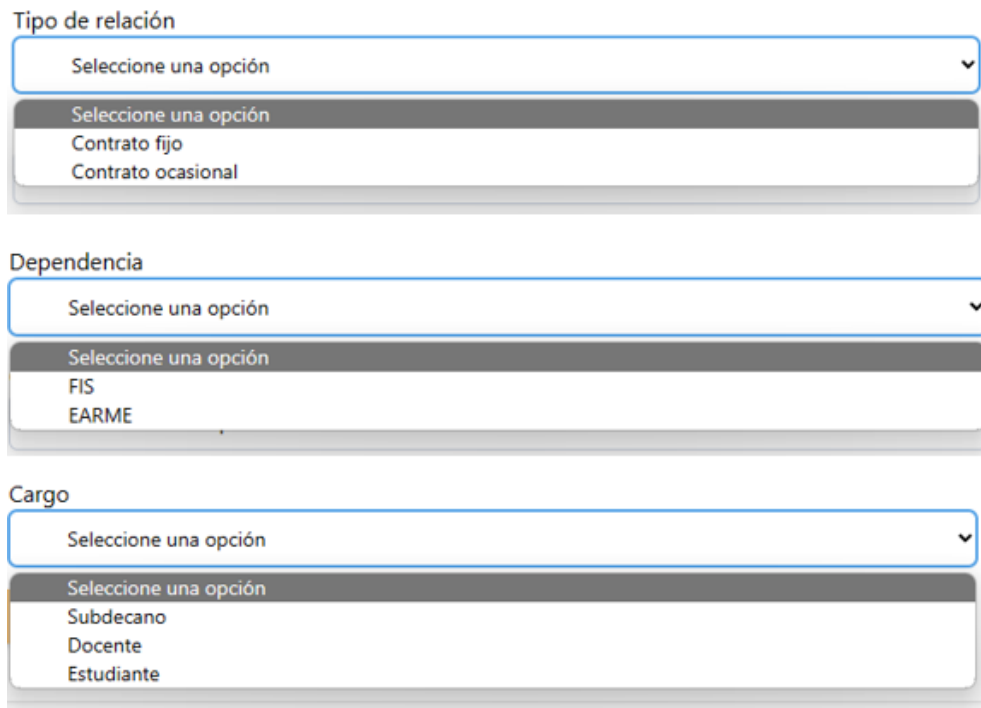 Tipo de relación
Seleccione una opción
Seleccione una opción
Contrato fijo
Contrato ocasional
Dependencia
Seleccione una opción
Seleccione una opción
FIS
EARME
Cargo
Seleccione una opción
Seleccione una opción
Subdecano
Docente
Estudiante